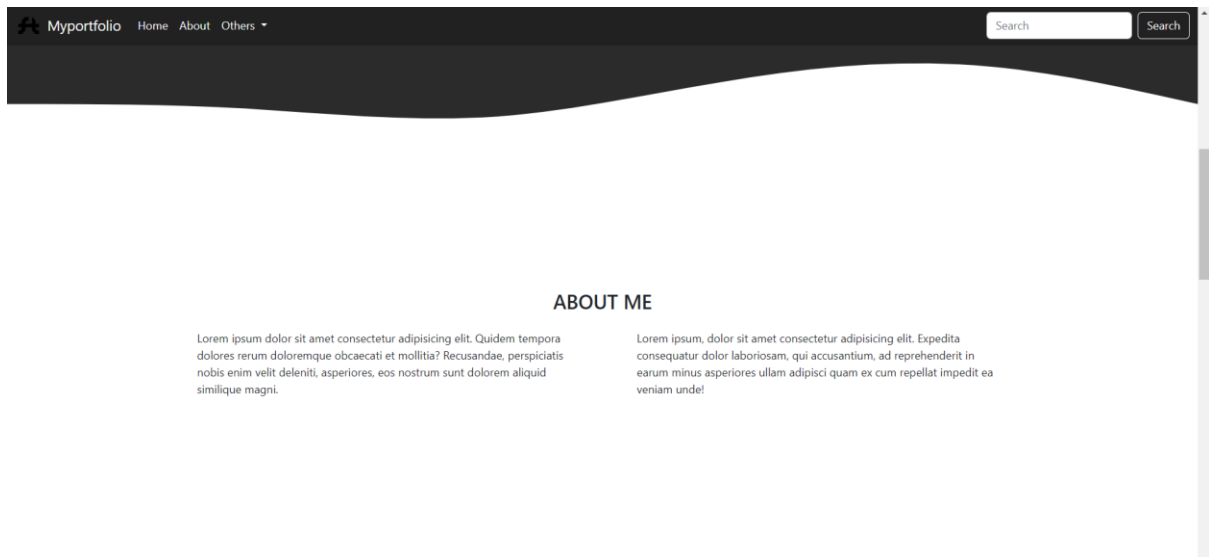 Myportfolio Home About Others Search Search
ABOUT ME
Lorem ipsum dolor sit amet consectetur adipisicing elit. Quidem tempora
dolores rerum doloremque obcaecati et mollitia? Recusandae, perspiciatis
nobis enim velit deleniti, asperiores, eos nostrum sunt dolorem aliquid
similique magni.
Lorem ipsum, dolor sit amet consectetur adipisicing elit. Expedita
consequatur dolor laboriosam, qui accusantium, ad reprehenderit in
earum minus asperiores ullam adipisci quam ex cum repellat impedit ea
veniam unde!